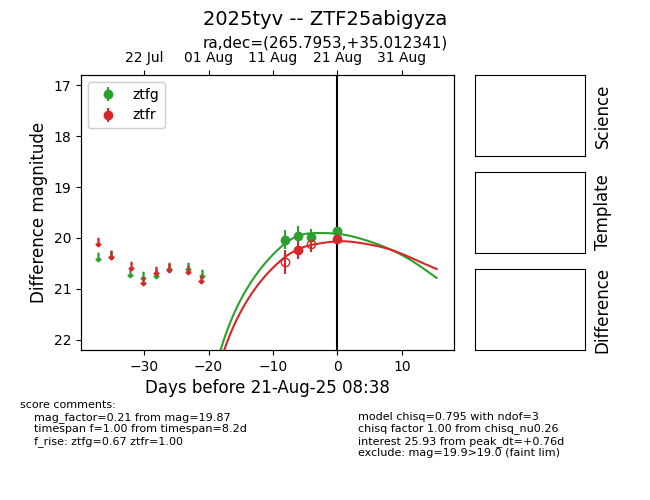 2025tyv -- ZTF25abigyza
ra,dec=(265.7953,+35.012341)
22 Jul 01 Aug 11 Aug 21 Aug 31 Aug
ztfg
ztfr
17
18
19
20
21
22
Difference magnitude
−30 −20 −10 0 10
Days before 21-Aug-25 08:38
Science
Template
Difference
score comments:
mag_factor=0.21 from mag=19.87
timespan f=1.00 from timespan=8.2d
f_rise: ztfg=0.67 ztfr=1.00
model chisq=0.795 with ndof=3
chisq factor 1.00 from chisq_nu0.26
interest 25.93 from peak_dt=+0.76d
exclude: mag=19.9>19.0 (faint lim)